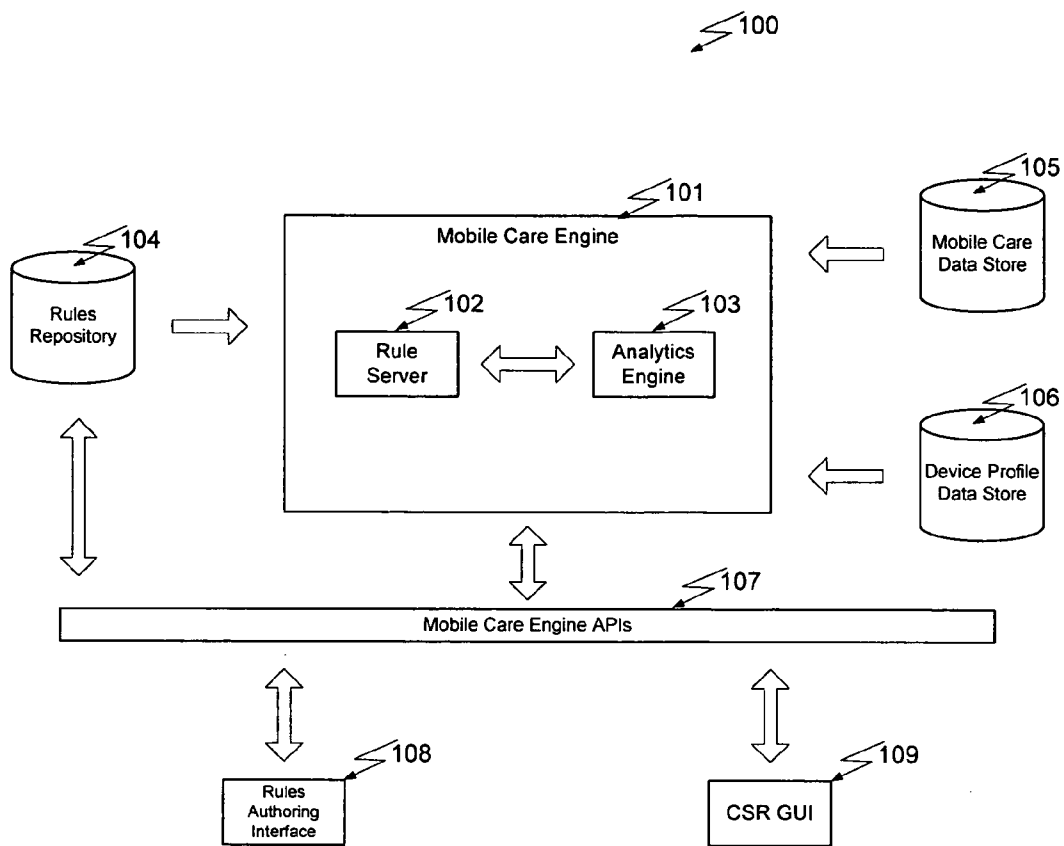 100
101
Mobile Care Engine
102
Rule
Server
103
Analytics
Engine
104
Rules
Repository
105
Mobile Care
Data Store
106
Device Profile
Data Store
107
Mobile Care Engine APIs
108
Rules
Authoring
Interface
109
CSR GUI